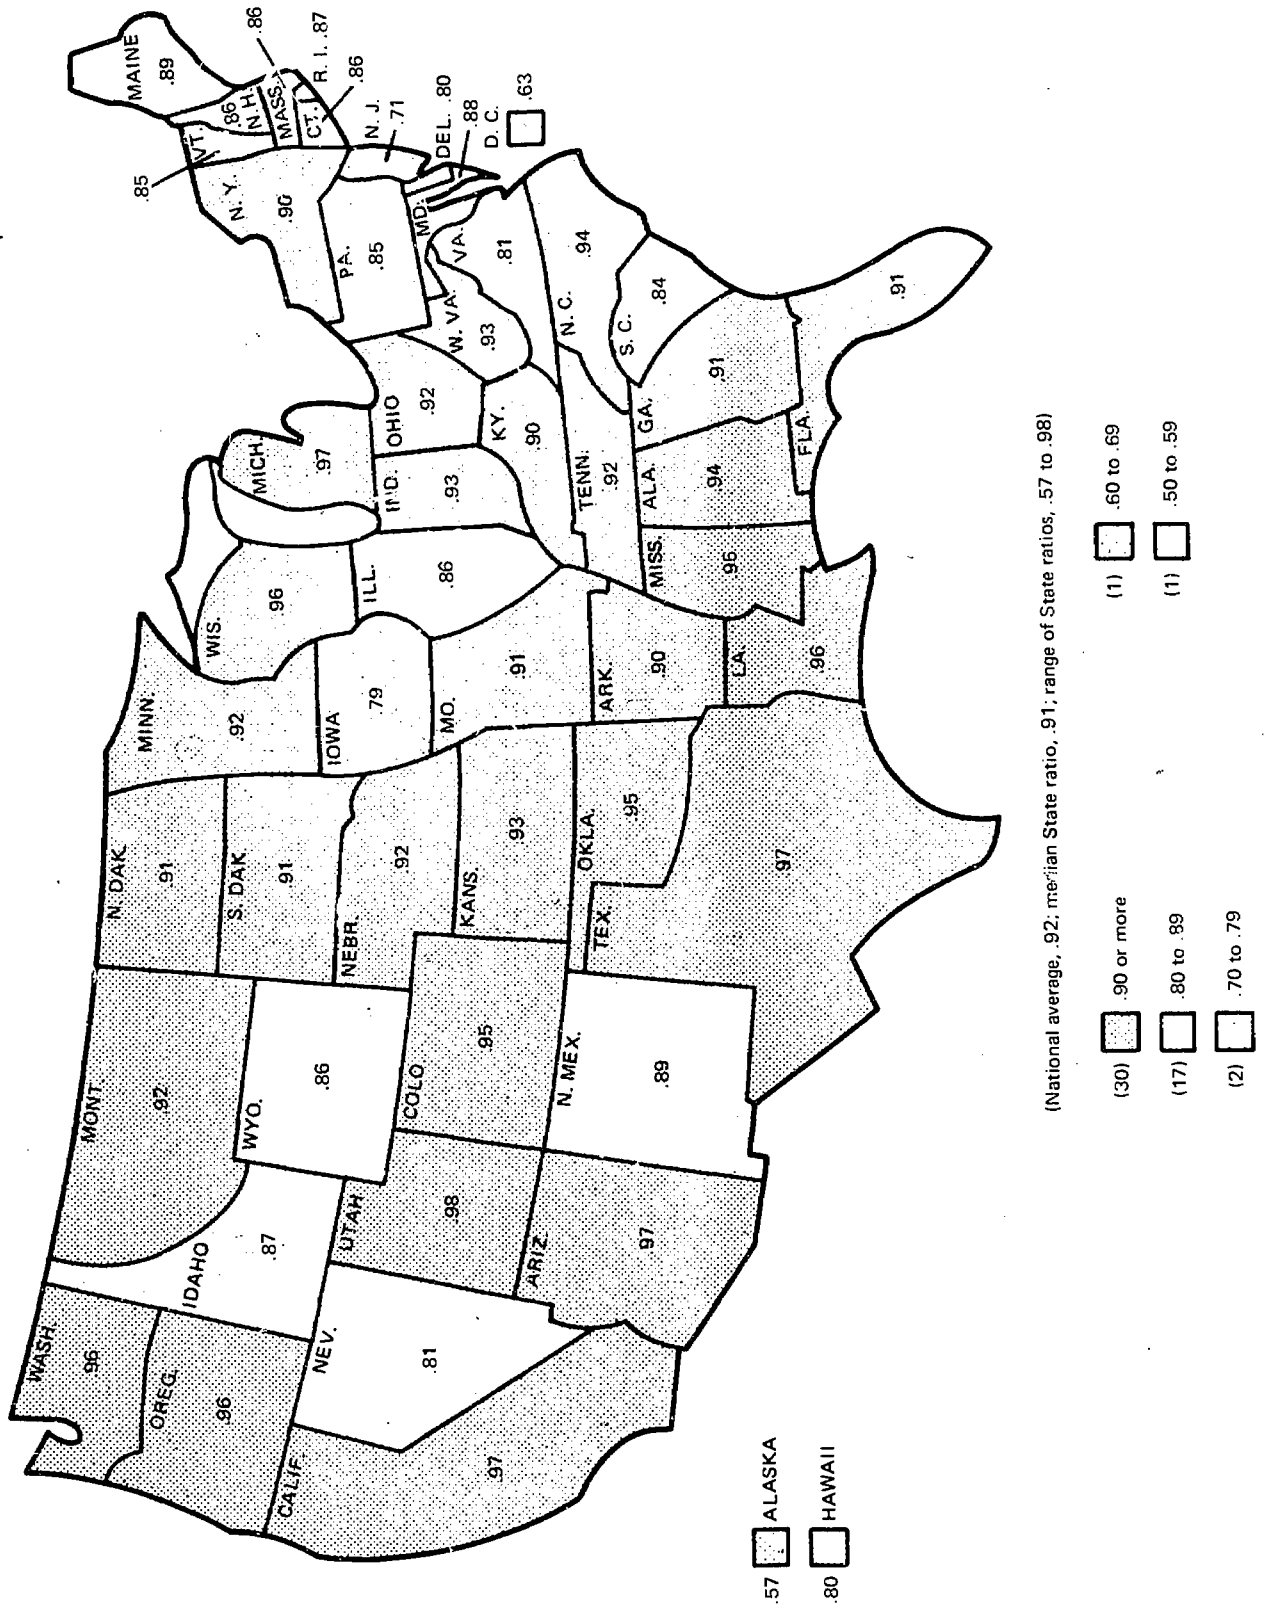 WASH.
.96
OREG.
.96
CALIF.
.97
IDAHO
.87
NEV.
.81
MONT.
.92
WYO.
.86
UTAH
.98
ARIZ.
.97
COLO.
.95
N. MEX.
.89
N. DAK.
.91
S. DAK.
.91
NEBR.
.92
KANS.
.93
OKLA.
.95
TEX.
.97
MINN.
.92
IOWA
.79
MO.
.91
ARK.
.90
LA.
.96
WIS.
.96
ILL.
.86
MISS.
MICH.
.97
IND.
.93
OHIO
.92
KY.
.90
TENN.
.92
ALA.
.94
GA.
.91
FLA.
.91
S. C.
.84
N. C.
.94
VA.
.81
W. VA.
.93
MD.
.88
DEL. .80
D. C.
.63
PA.
.85
N. J.
.71
N. Y.
.90
VT.
.85
N. H.
.86
MAINE
.89
MASS.
.86
R. I. .87
CT.
.86
.57 ALASKA
.80 HAWAII
(National average, .92; median State ratio, .91; range of State ratios, .57 to .98)
(30) .90 or more
(17) .80 to .89
(2) .70 to .79
(1) .60 to .69
(1) .50 to .59